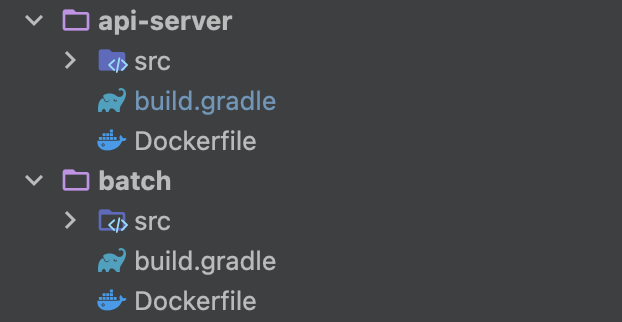 api-server
src
build.gradle
Dockerfile
batch
src
build.gradle
Dockerfile